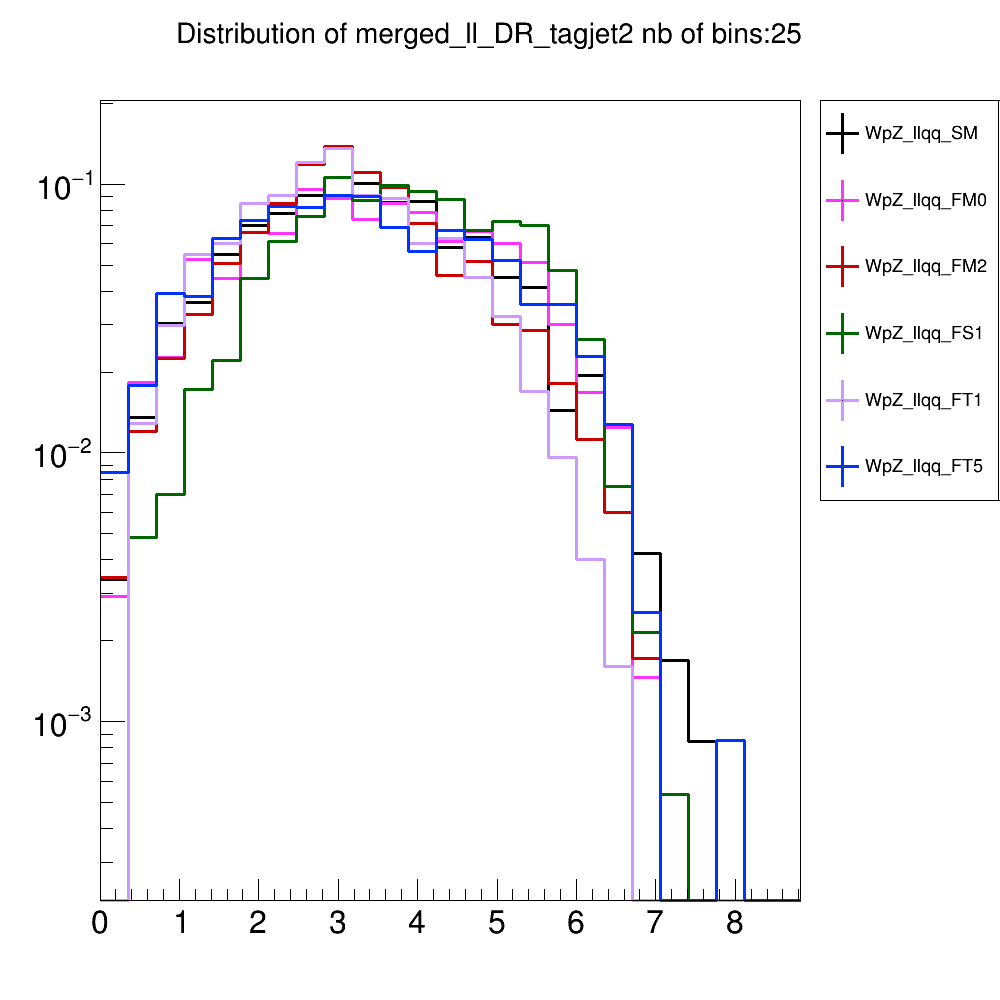 Distribution of merged_ll_DR_tagjet2 nb of bins:25
10⁻¹
10⁻²
10⁻³
0 1 2 3 4 5 6 7 8
WpZ_llqq_SM
WpZ_llqq_FM0
WpZ_llqq_FM2
WpZ_llqq_FS1
WpZ_llqq_FT1
WpZ_llqq_FT5